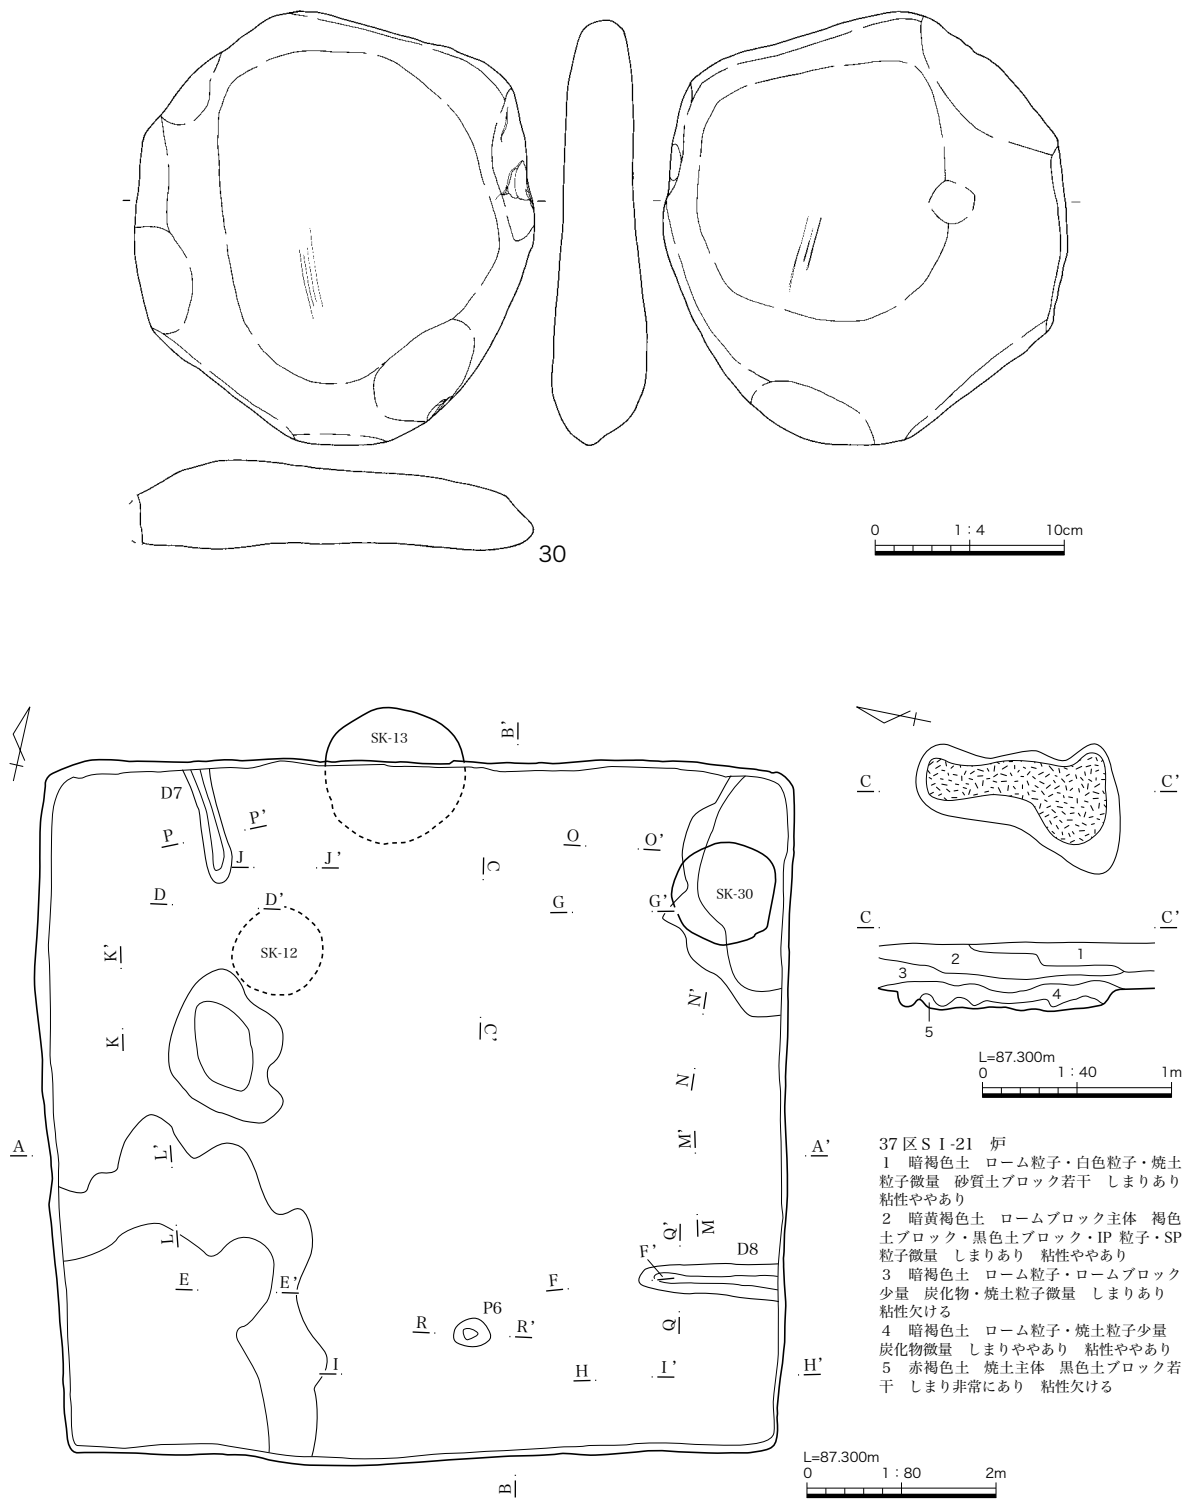 30
0 1:4 10cm
SK-13
B'
D7
P P'
J J'
O O'
C
D D'
G G'
SK-30
K'
SK-12
N'
C'
K
N
A
L'
M'
A'
L
Q' M
F' D8
E E'
F
P6
R R'
Q
I
H I' H'
B
L=87.300m
0 1:80 2m
C C'
C C'
1
2
3
4
5
L=87.300m
0 1:40 1m
37区SI-21　炉
1　暗褐色土　ローム粒子・白色粒子・焼土
粒子微量　砂質土ブロック若干　しまりあり
粘性ややあり
2　暗黄褐色土　ロームブロック主体　褐色
土ブロック・黒色土ブロック・IP 粒子・SP
粒子微量　しまりあり　粘性ややあり
3　暗褐色土　ローム粒子・ロームブロック
少量　炭化物・焼土粒子微量　しまりあり
粘性欠ける
4　暗褐色土　ローム粒子・焼土粒子少量
炭化物微量　しまりややあり　粘性ややあり
5　赤褐色土　焼土主体　黒色土ブロック若
干　しまり非常にあり　粘性欠ける